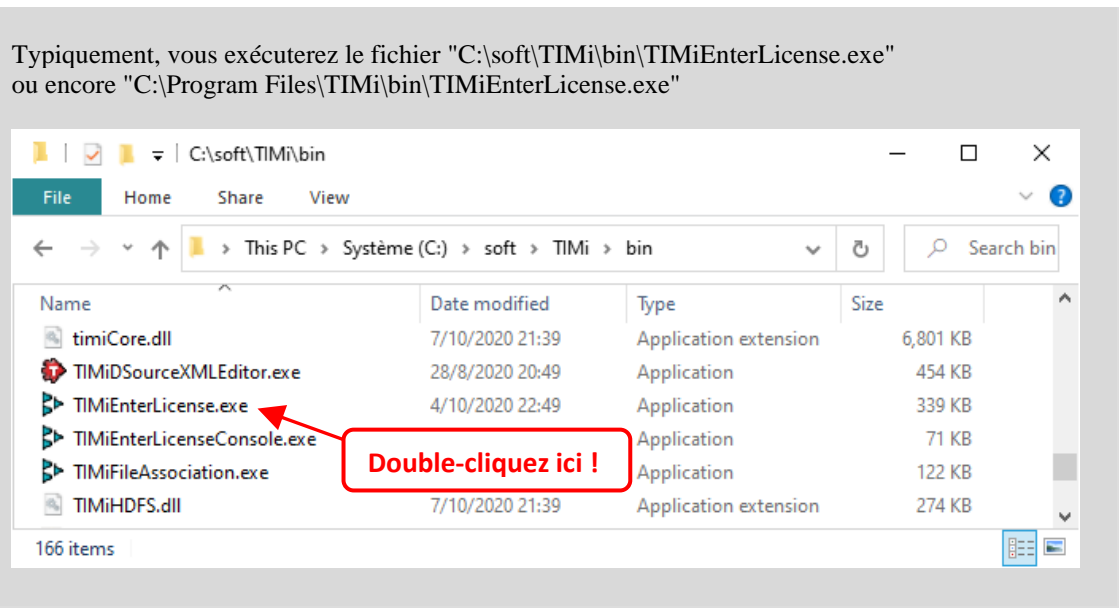 Typiquement, vous exécuterez le fichier "C:\soft\TIMi\bin\TIMiEnterLicense.exe"
ou encore "C:\Program Files\TIMi\bin\TIMiEnterLicense.exe"
C:\soft\TIMi\bin
File Home Share View
This PC > Système (C:) > soft > TIMi > bin Search bin
Name Date modified Type Size
timiCore.dll 7/10/2020 21:39 Application extension 6,801 KB
TIMiDSourceXMLEditor.exe 28/8/2020 20:49 Application 454 KB
TIMiEnterLicense.exe 4/10/2020 22:49 Application 339 KB
TIMiEnterLicenseConsole.exe Application 71 KB
Double-cliquez ici !
TIMiFileAssociation.exe Application 122 KB
TIMiHDFS.dll 7/10/2020 21:39 Application extension 274 KB
166 items